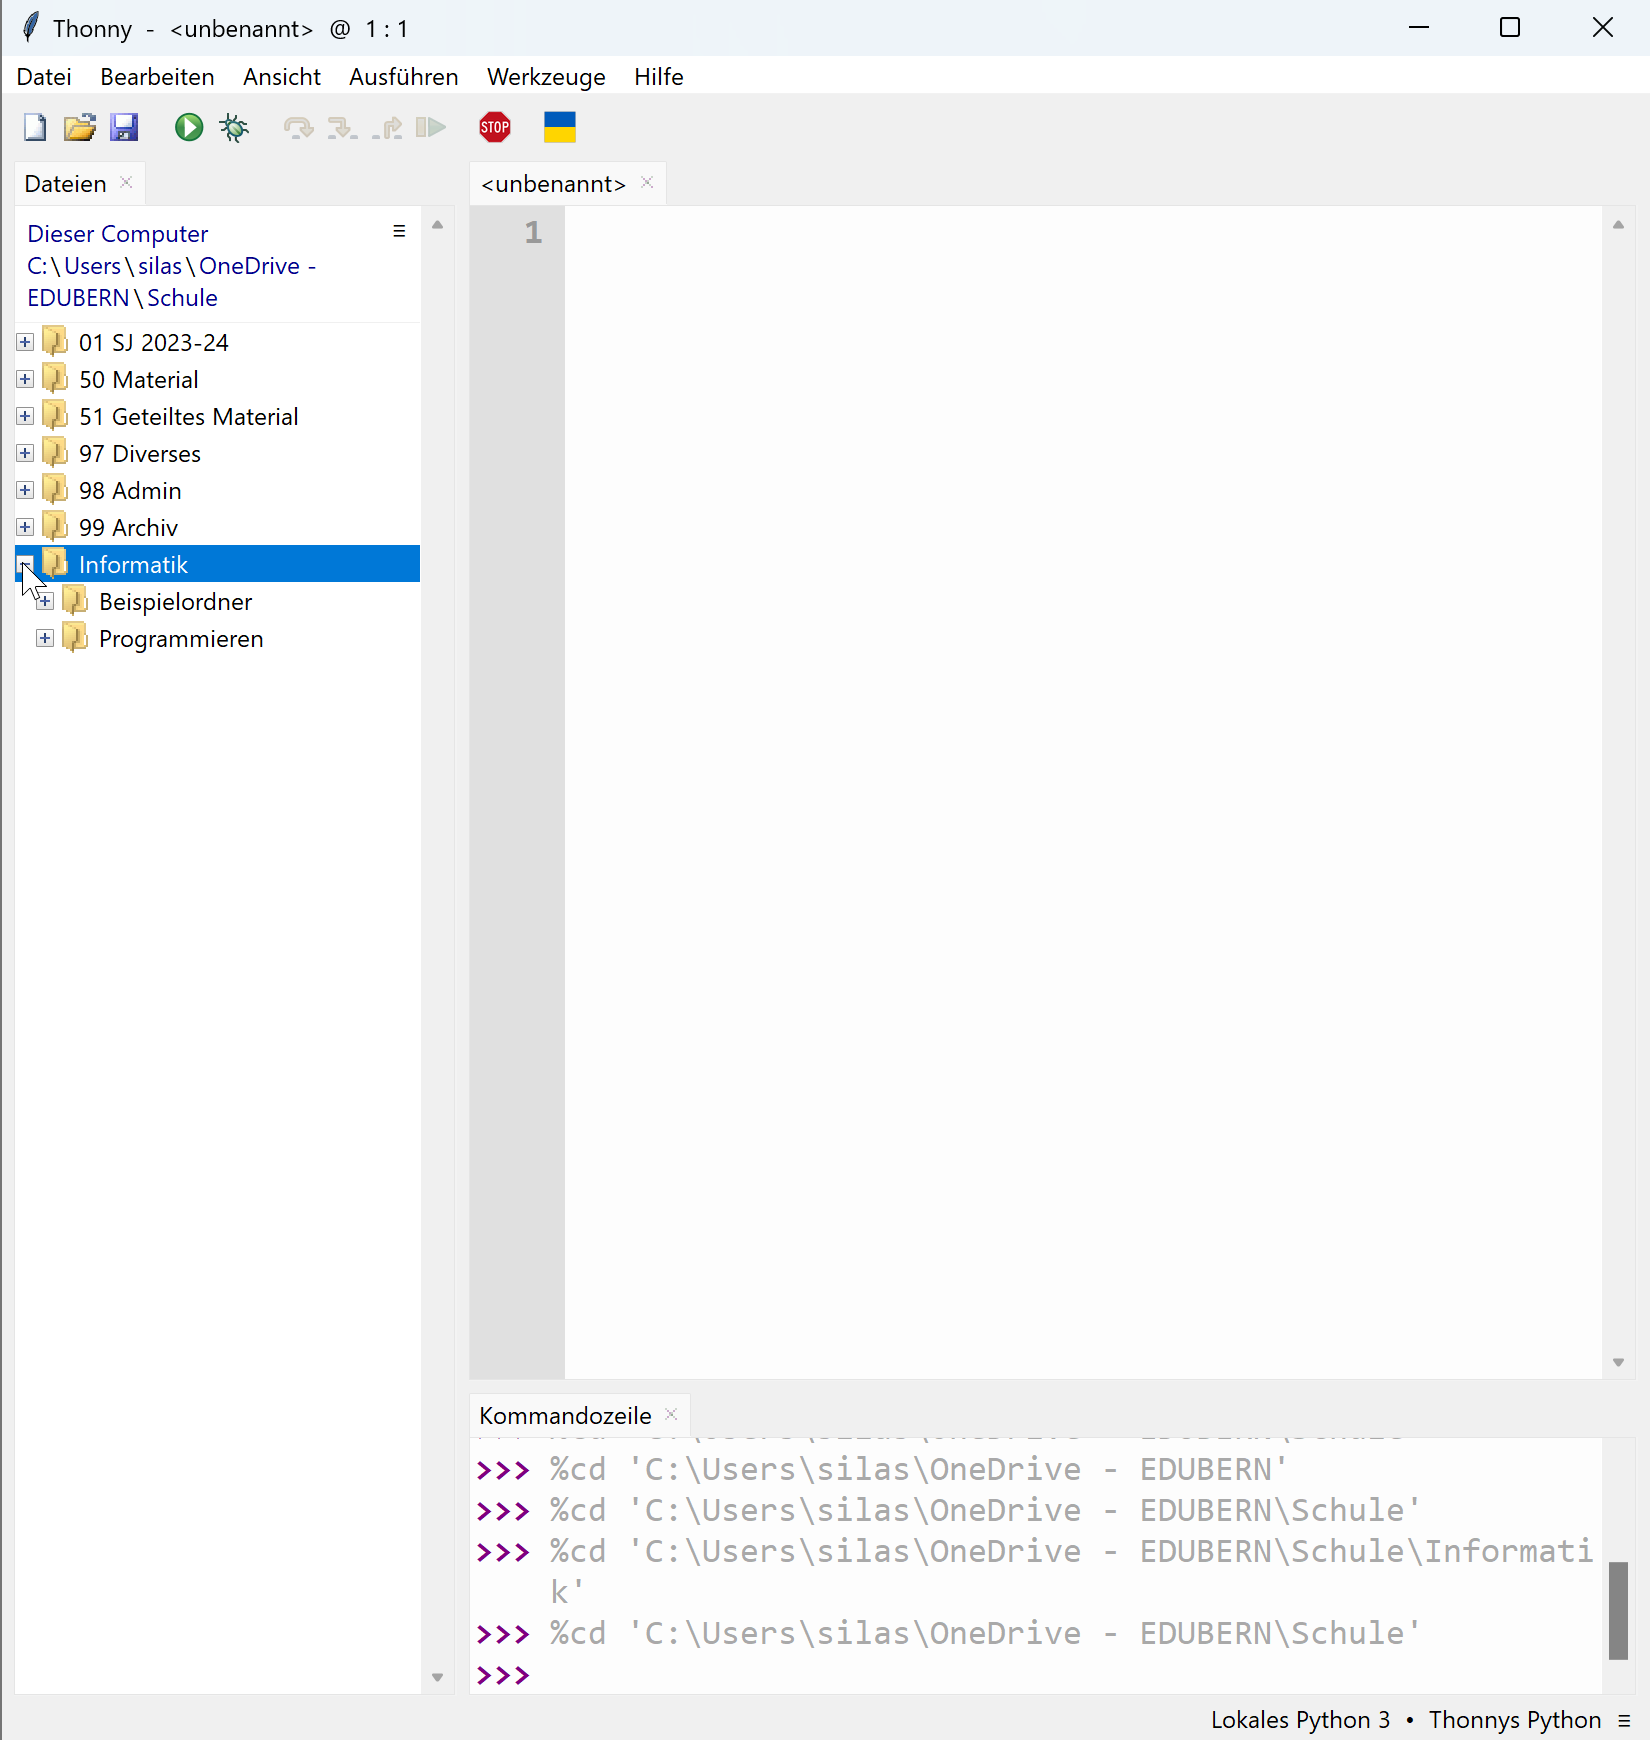 Thonny - <unbenannt> @ 1 : 1
Datei Bearbeiten Ansicht Ausführen Werkzeuge Hilfe
STOP
Dateien
<unbenannt>
Dieser Computer
C:\Users\silas\OneDrive -
EDUBERN\Schule
01 SJ 2023-24
50 Material
51 Geteiltes Material
97 Diverses
98 Admin
99 Archiv
Informatik
Beispielordner
Programmieren
1
Kommandozeile
>>> %cd 'C:\Users\silas\OneDrive - EDUBERN'
>>> %cd 'C:\Users\silas\OneDrive - EDUBERN\Schule'
>>> %cd 'C:\Users\silas\OneDrive - EDUBERN\Schule\Informati
k'
>>> %cd 'C:\Users\silas\OneDrive - EDUBERN\Schule'
>>>
Lokales Python 3 • Thonnys Python ≡